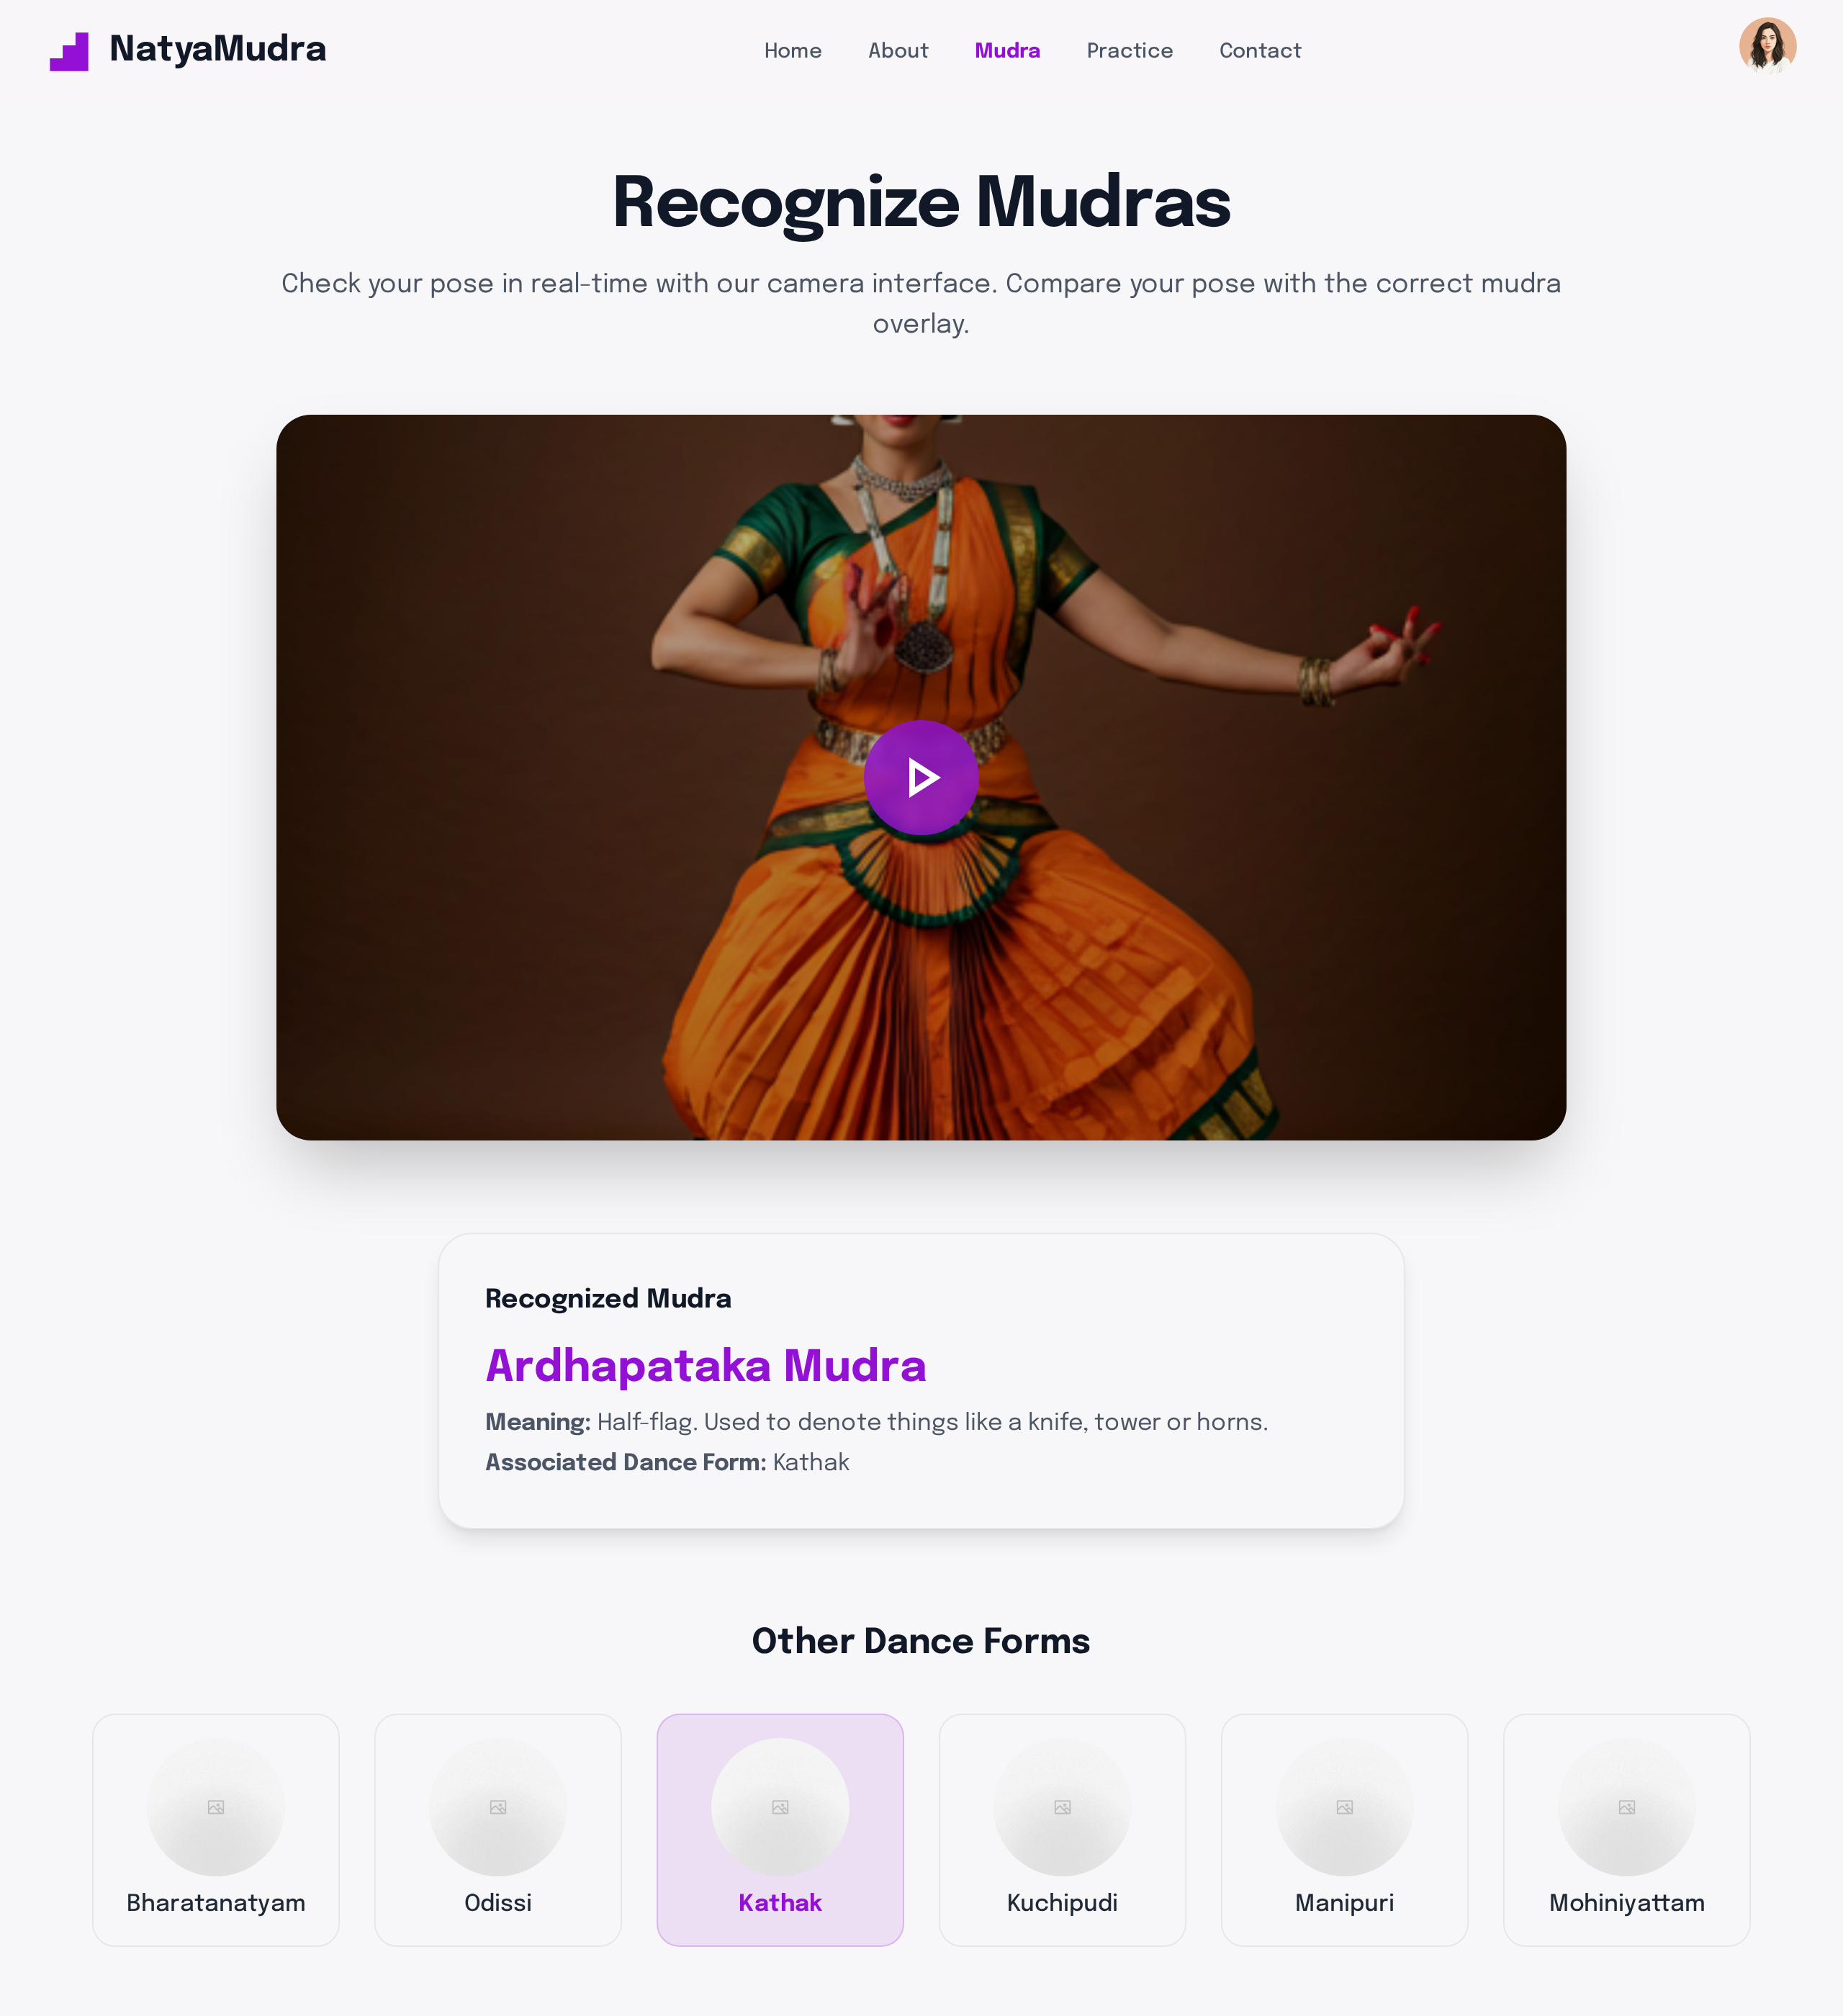 NatyaMudra
Home About Mudra Practice Contact
Recognize Mudras
Check your pose in real-time with our camera interface. Compare your pose with the correct mudra
overlay.
Recognized Mudra
Ardhapataka Mudra
Meaning: Half-flag. Used to denote things like a knife, tower or horns.
Associated Dance Form: Kathak
Other Dance Forms
Bharatanatyam Odissi Kathak Kuchipudi Manipuri Mohiniyattam